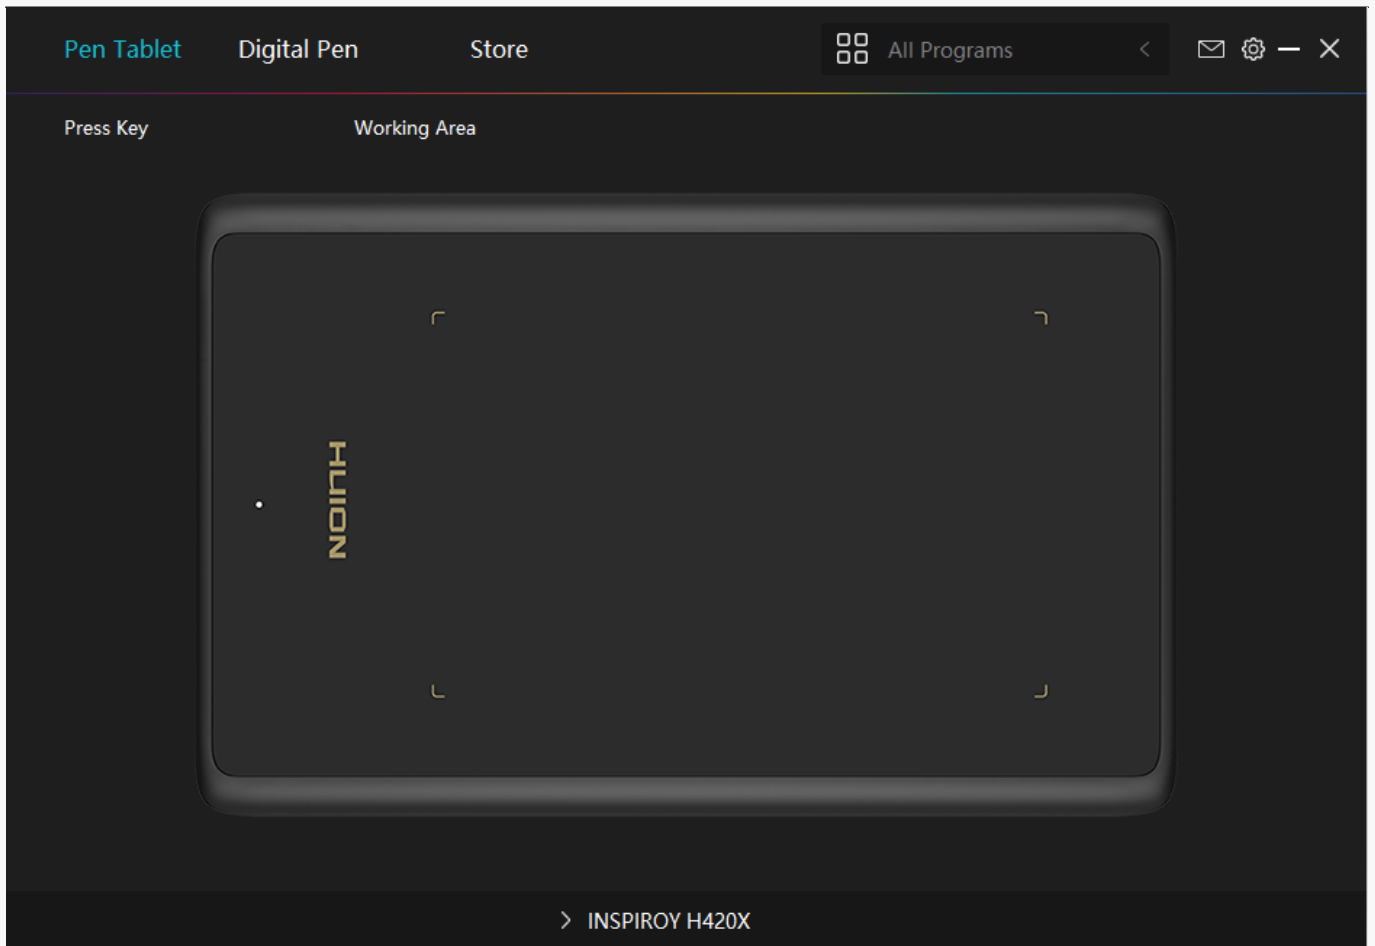 Pen Tablet Digital Pen Store All Programs
Press Key Working Area
HUION
INSPIROY H420X